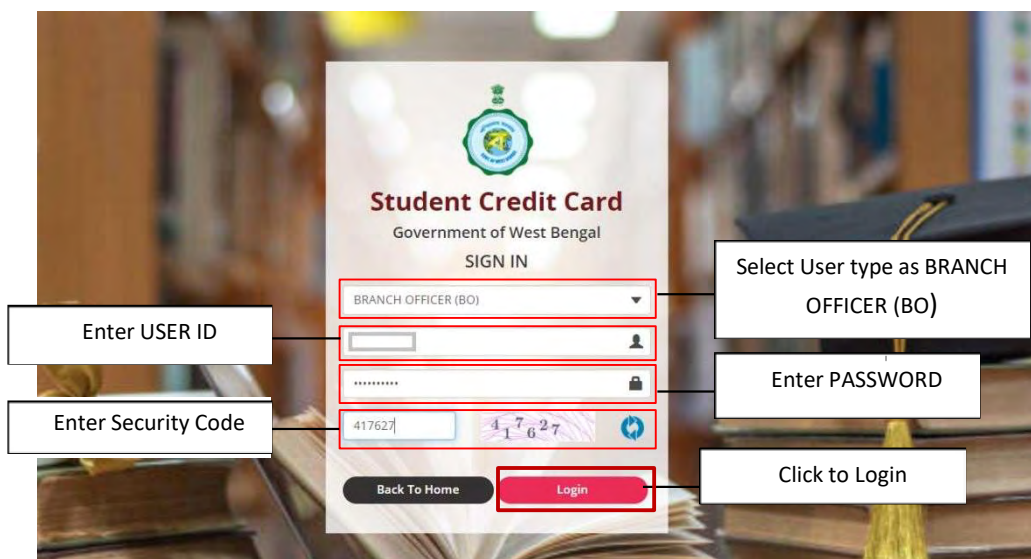 Student Credit Card
Government of West Bengal
SIGN IN
BRANCH OFFICER (BO)
Select User type as BRANCH
OFFICER (BO)
Enter USER ID
Enter PASSWORD
Enter Security Code
417627
417627
Back To Home
Login
Click to Login